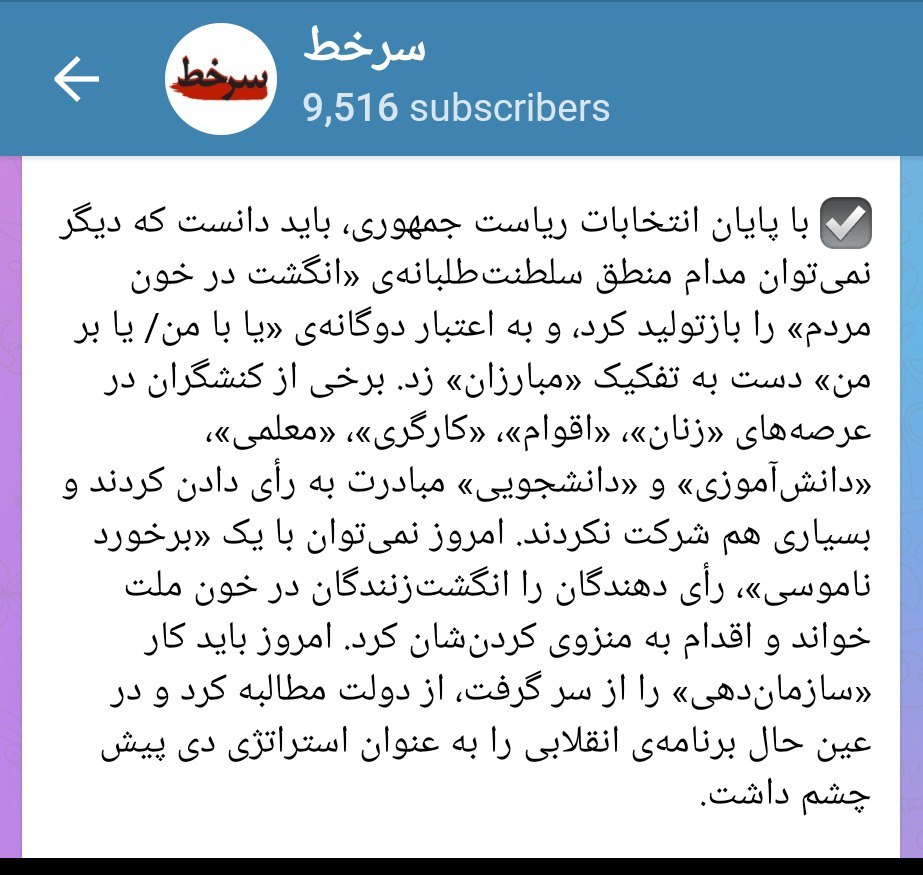 سرخط
سرخط
9,516 subscribers
با پایان انتخابات ریاست جمهوری، باید دانست که دیگر
نمی‌توان مدام منطق سلطنت‌طلبانه‌ی «انگشت در خون
مردم» را بازتولید کرد، و به اعتبار دوگانه‌ی «یا با من/ یا بر
من» دست به تفکیک «مبارزان» زد. برخی از کنشگران در
عرصه‌های «زنان»، «اقوام»، «کارگری»، «معلمی»،
«دانش‌آموزی» و «دانشجویی» مبادرت به رأی دادن کردند و
بسیاری هم شرکت نکردند. امروز نمی‌توان با یک «برخورد
ناموسی»، رأی دهندگان را انگشت‌زنندگان در خون ملت
خواند و اقدام به منزوی کردن‌شان کرد. امروز باید کار
«سازمان‌دهی» را از سر گرفت، از دولت مطالبه کرد و در
عین حال برنامه‌ی انقلابی را به عنوان استراتژی دی پیش
چشم داشت.